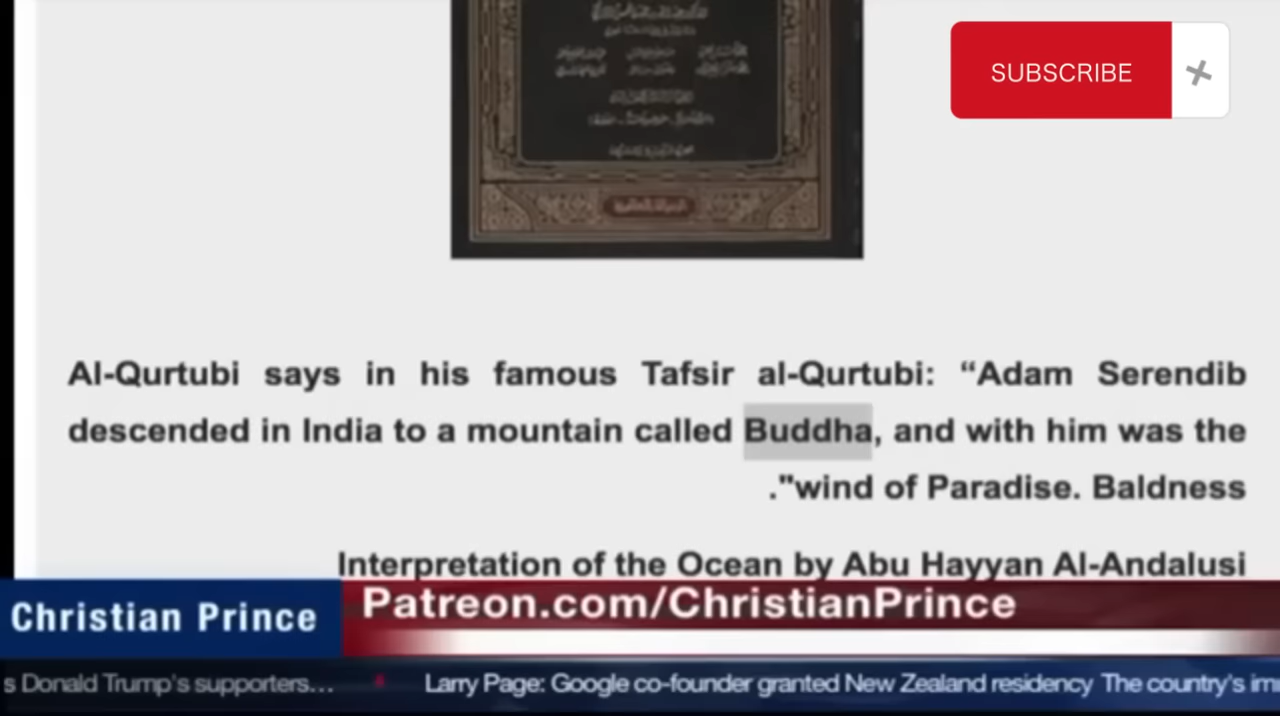 SUBSCRIBE
Al-Qurtubi says in his famous Tafsir al-Qurtubi: “Adam Serendib
descended in India to a mountain called Buddha, and with him was the
."wind of Paradise. Baldness
Interpretation of the Ocean by Abu Hayyan Al-Andalusi
Christian Prince
Patreon.com/ChristianPrince
s Donald Trump's supporters... Larry Page: Google co-founder granted New Zealand residency The country's im